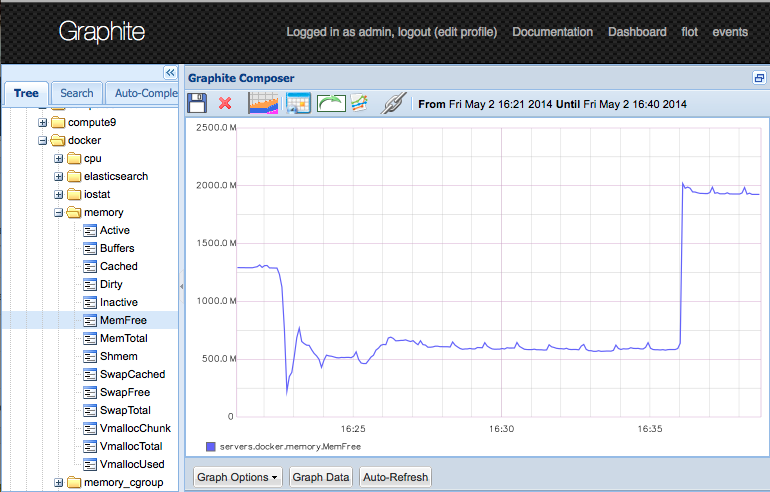 Graphite
Logged in as admin, logout (edit profile) Documentation Dashboard flot events
Tree Search Auto-Comple
compute9
docker
cpu
elasticsearch
iostat
memory
Active
Buffers
Cached
Dirty
Inactive
MemFree
MemTotal
Shmem
SwapCached
SwapFree
SwapTotal
VmallocChunk
VmallocTotal
VmallocUsed
memory_cgroup
Graphite Composer
From Fri May 2 16:21 2014 Until Fri May 2 16:40 2014
2500.0 M
2000.0 M
1500.0 M
1000.0 M
500.0 M
0
16:25 16:30 16:35
servers.docker.memory.MemFree
Graph Options Graph Data Auto-Refresh